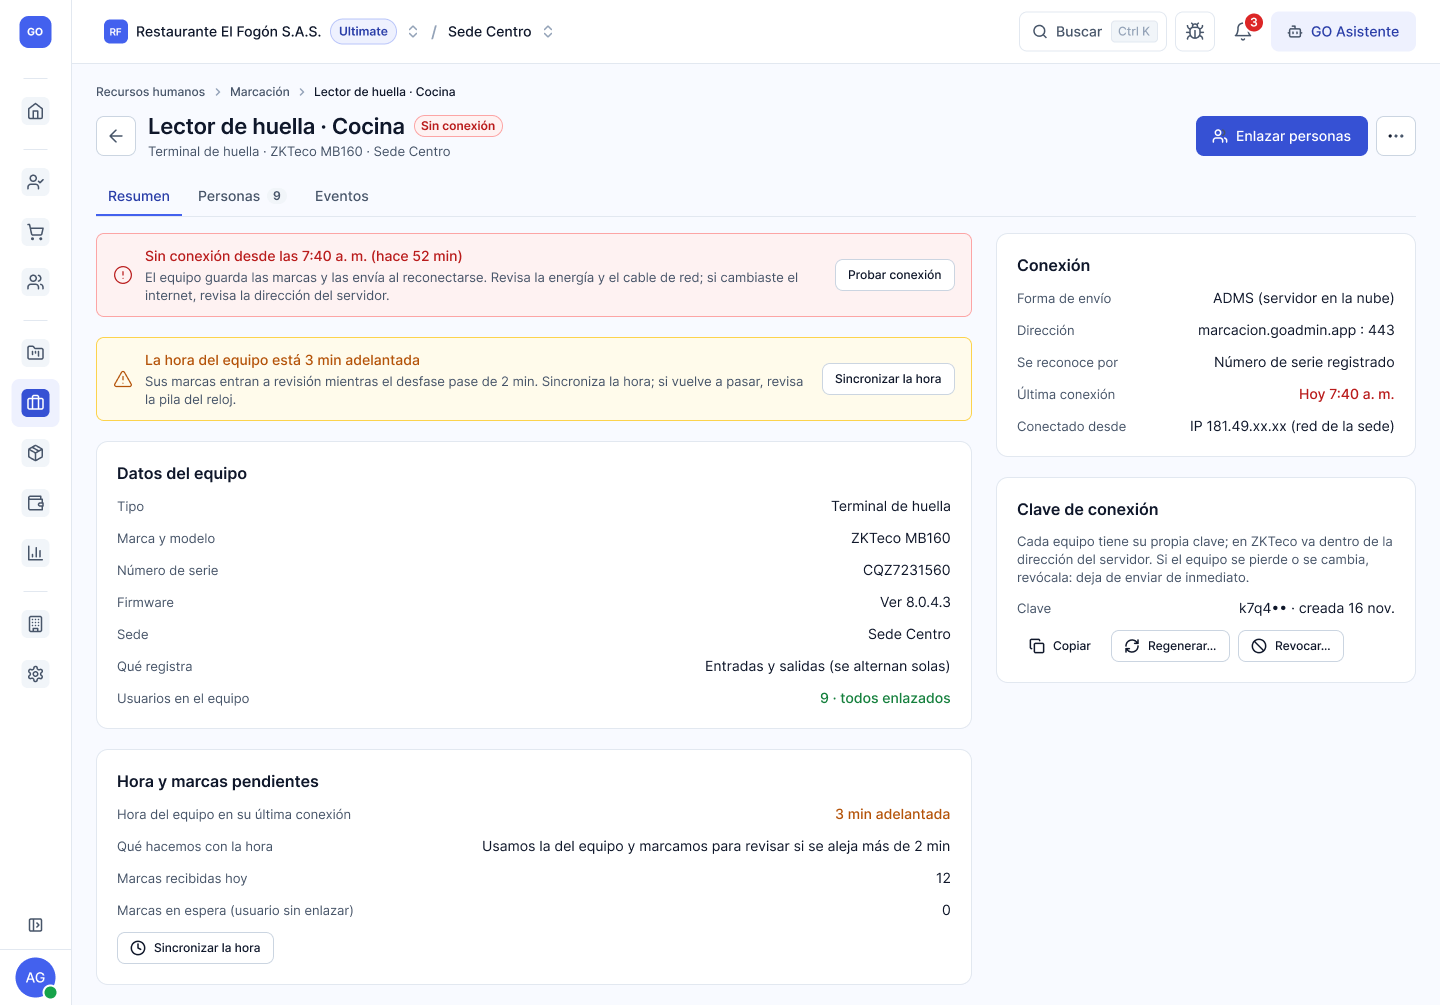 GO
RF Restaurante El Fogón S.A.S. Ultimate / Sede Centro
Buscar Ctrl K
3
GO Asistente
Recursos humanos > Marcación > Lector de huella · Cocina
Lector de huella · Cocina Sin conexión
Terminal de huella · ZKTeco MB160 · Sede Centro
Enlazar personas
Resumen Personas 9 Eventos
Sin conexión desde las 7:40 a. m. (hace 52 min)
El equipo guarda las marcas y las envía al reconectarse. Revisa la energía y el cable de red; si cambiaste el
internet, revisa la dirección del servidor.
Probar conexión
La hora del equipo está 3 min adelantada
Sus marcas entran a revisión mientras el desfase pase de 2 min. Sincroniza la hora; si vuelve a pasar, revisa
la pila del reloj.
Sincronizar la hora
Datos del equipo
Tipo Terminal de huella
Marca y modelo ZKTeco MB160
Número de serie CQZ7231560
Firmware Ver 8.0.4.3
Sede Sede Centro
Qué registra Entradas y salidas (se alternan solas)
Usuarios en el equipo 9 · todos enlazados
Hora y marcas pendientes
Hora del equipo en su última conexión 3 min adelantada
Qué hacemos con la hora Usamos la del equipo y marcamos para revisar si se aleja más de 2 min
Marcas recibidas hoy 12
Marcas en espera (usuario sin enlazar) 0
Sincronizar la hora
Conexión
Forma de envío ADMS (servidor en la nube)
Dirección marcacion.goadmin.app : 443
Se reconoce por Número de serie registrado
Última conexión Hoy 7:40 a. m.
Conectado desde IP 181.49.xx.xx (red de la sede)
Clave de conexión
Cada equipo tiene su propia clave; en ZKTeco va dentro de la
dirección del servidor. Si el equipo se pierde o se cambia,
revócala: deja de enviar de inmediato.
Clave k7q4•• · creada 16 nov.
Copiar Regenerar... Revocar...
AG